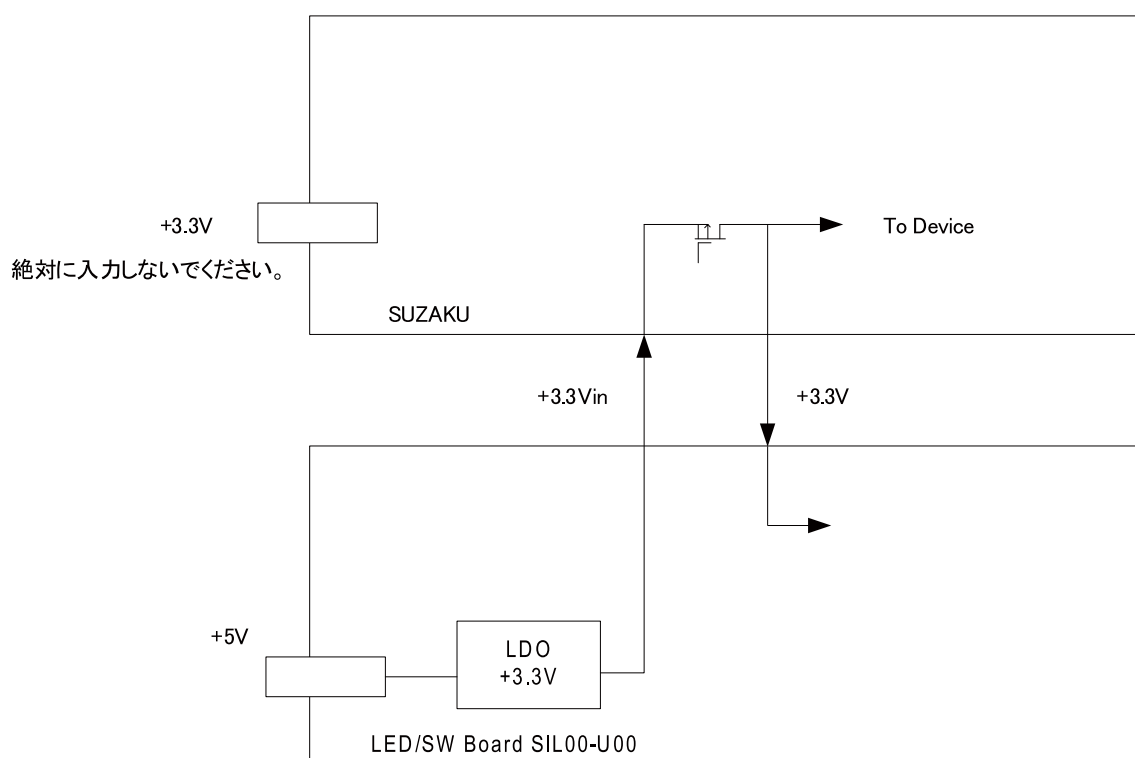 +3.3V
To Device
絶対に入力しないでください。
SUZAKU
+3.3Vin
+3.3V
+5V
LDO
+3.3V
LED/SW Board SIL00-U00